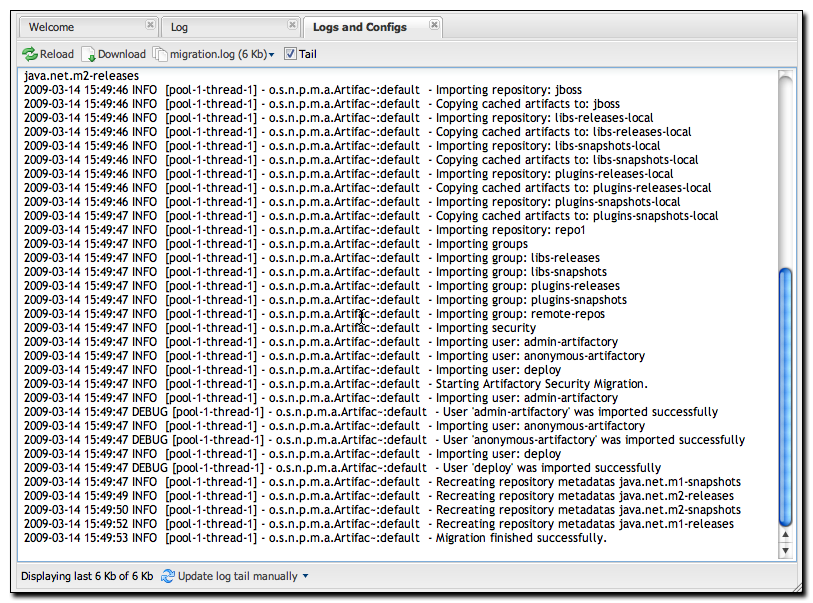 Welcome Log Logs and Configs
Reload Download migration.log (6 Kb) Tail
java.net.m2-releases
2009-03-14 15:49:46 INFO [pool-1-thread-1] - o.s.n.p.m.a.Artifac~:default - Importing repository: jboss
2009-03-14 15:49:46 INFO [pool-1-thread-1] - o.s.n.p.m.a.Artifac~:default - Copying cached artifacts to: jboss
2009-03-14 15:49:46 INFO [pool-1-thread-1] - o.s.n.p.m.a.Artifac~:default - Importing repository: libs-releases-local
2009-03-14 15:49:46 INFO [pool-1-thread-1] - o.s.n.p.m.a.Artifac~:default - Copying cached artifacts to: libs-releases-local
2009-03-14 15:49:46 INFO [pool-1-thread-1] - o.s.n.p.m.a.Artifac~:default - Importing repository: libs-snapshots-local
2009-03-14 15:49:46 INFO [pool-1-thread-1] - o.s.n.p.m.a.Artifac~:default - Copying cached artifacts to: libs-snapshots-local
2009-03-14 15:49:46 INFO [pool-1-thread-1] - o.s.n.p.m.a.Artifac~:default - Importing repository: plugins-releases-local
2009-03-14 15:49:46 INFO [pool-1-thread-1] - o.s.n.p.m.a.Artifac~:default - Copying cached artifacts to: plugins-releases-local
2009-03-14 15:49:46 INFO [pool-1-thread-1] - o.s.n.p.m.a.Artifac~:default - Importing repository: plugins-snapshots-local
2009-03-14 15:49:47 INFO [pool-1-thread-1] - o.s.n.p.m.a.Artifac~:default - Copying cached artifacts to: plugins-snapshots-local
2009-03-14 15:49:47 INFO [pool-1-thread-1] - o.s.n.p.m.a.Artifac~:default - Importing repository: repo1
2009-03-14 15:49:47 INFO [pool-1-thread-1] - o.s.n.p.m.a.Artifac~:default - Importing groups
2009-03-14 15:49:47 INFO [pool-1-thread-1] - o.s.n.p.m.a.Artifac~:default - Importing group: libs-releases
2009-03-14 15:49:47 INFO [pool-1-thread-1] - o.s.n.p.m.a.Artifac~:default - Importing group: libs-snapshots
2009-03-14 15:49:47 INFO [pool-1-thread-1] - o.s.n.p.m.a.Artifac~:default - Importing group: plugins-releases
2009-03-14 15:49:47 INFO [pool-1-thread-1] - o.s.n.p.m.a.Artifac~:default - Importing group: plugins-snapshots
2009-03-14 15:49:47 INFO [pool-1-thread-1] - o.s.n.p.m.a.Artifac~:default - Importing group: remote-repos
2009-03-14 15:49:47 INFO [pool-1-thread-1] - o.s.n.p.m.a.Artifac~:default - Importing security
2009-03-14 15:49:47 INFO [pool-1-thread-1] - o.s.n.p.m.a.Artifac~:default - Importing user: admin-artifactory
2009-03-14 15:49:47 INFO [pool-1-thread-1] - o.s.n.p.m.a.Artifac~:default - Importing user: anonymous-artifactory
2009-03-14 15:49:47 INFO [pool-1-thread-1] - o.s.n.p.m.a.Artifac~:default - Importing user: deploy
2009-03-14 15:49:47 INFO [pool-1-thread-1] - o.s.n.p.m.a.Artifac~:default - Starting Artifactory Security Migration.
2009-03-14 15:49:47 INFO [pool-1-thread-1] - o.s.n.p.m.a.Artifac~:default - Importing user: admin-artifactory
2009-03-14 15:49:47 DEBUG [pool-1-thread-1] - o.s.n.p.m.a.Artifac~:default - User 'admin-artifactory' was imported successfully
2009-03-14 15:49:47 INFO [pool-1-thread-1] - o.s.n.p.m.a.Artifac~:default - Importing user: anonymous-artifactory
2009-03-14 15:49:47 DEBUG [pool-1-thread-1] - o.s.n.p.m.a.Artifac~:default - User 'anonymous-artifactory' was imported successfully
2009-03-14 15:49:47 INFO [pool-1-thread-1] - o.s.n.p.m.a.Artifac~:default - Importing user: deploy
2009-03-14 15:49:47 DEBUG [pool-1-thread-1] - o.s.n.p.m.a.Artifac~:default - User 'deploy' was imported successfully
2009-03-14 15:49:47 INFO [pool-1-thread-1] - o.s.n.p.m.a.Artifac~:default - Recreating repository metadatas java.net.m1-snapshots
2009-03-14 15:49:49 INFO [pool-1-thread-1] - o.s.n.p.m.a.Artifac~:default - Recreating repository metadatas java.net.m2-releases
2009-03-14 15:49:50 INFO [pool-1-thread-1] - o.s.n.p.m.a.Artifac~:default - Recreating repository metadatas java.net.m2-snapshots
2009-03-14 15:49:52 INFO [pool-1-thread-1] - o.s.n.p.m.a.Artifac~:default - Recreating repository metadatas java.net.m1-releases
2009-03-14 15:49:53 INFO [pool-1-thread-1] - o.s.n.p.m.a.Artifac~:default - Migration finished successfully.
Displaying last 6 Kb of 6 Kb Update log tail manually